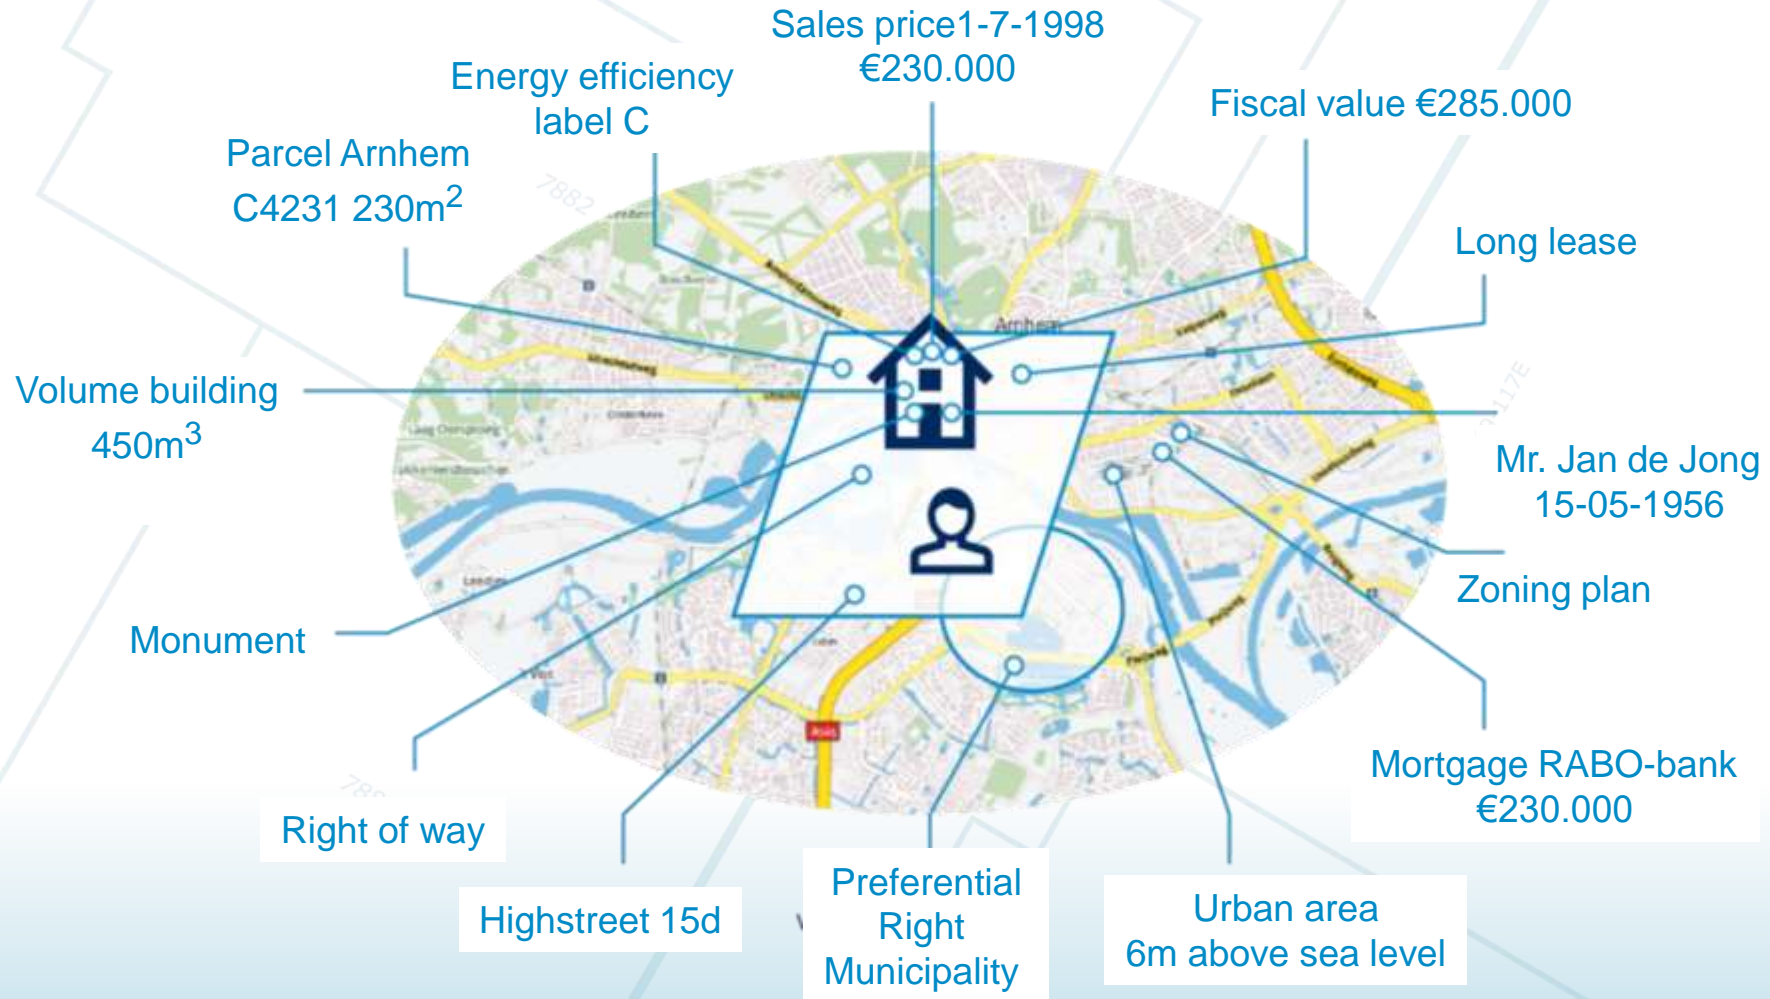 Sales price1-7-1998
€230.000
Energy efficiency
label C
Fiscal value €285.000
Parcel Arnhem
C4231 230m²
7882
Long lease
Arnhem
Volume building
450m³
Mr. Jan de Jong
15-05-1956
Zoning plan
Monument
Mortgage RABO-bank
€230.000
Right of way
Highstreet 15d
Preferential
Right
Municipality
Urban area
6m above sea level